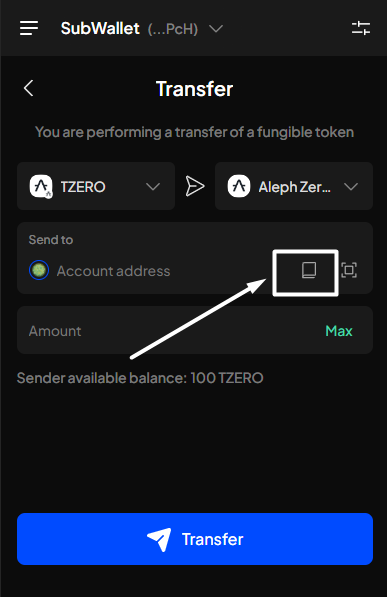 SubWallet (...PcH)
Transfer
You are performing a transfer of a fungible token
TZERO Aleph Zer...
Send to
Account address
Amount Max
Sender available balance: 100 TZERO
Transfer